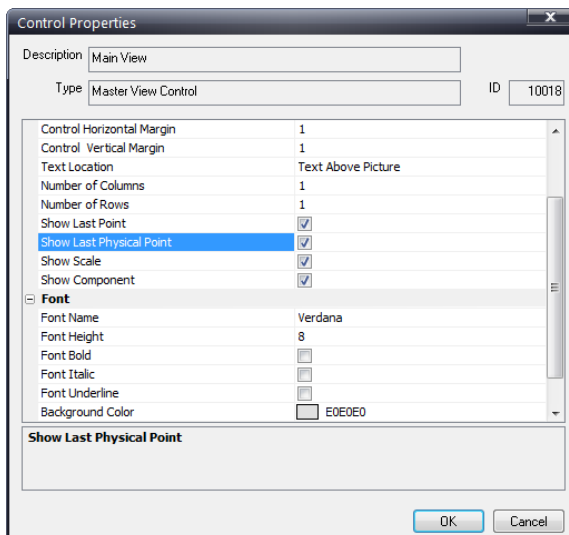 Control Properties
Description Main View
Type Master View Control ID 10018
Control Horizontal Margin 1
Control Vertical Margin 1
Text Location Text Above Picture
Number of Columns 1
Number of Rows 1
Show Last Point
Show Last Physical Point
Show Scale
Show Component
Font
Font Name Verdana
Font Height 8
Font Bold
Font Italic
Font Underline
Background Color E0E0E0
Show Last Physical Point
OK Cancel